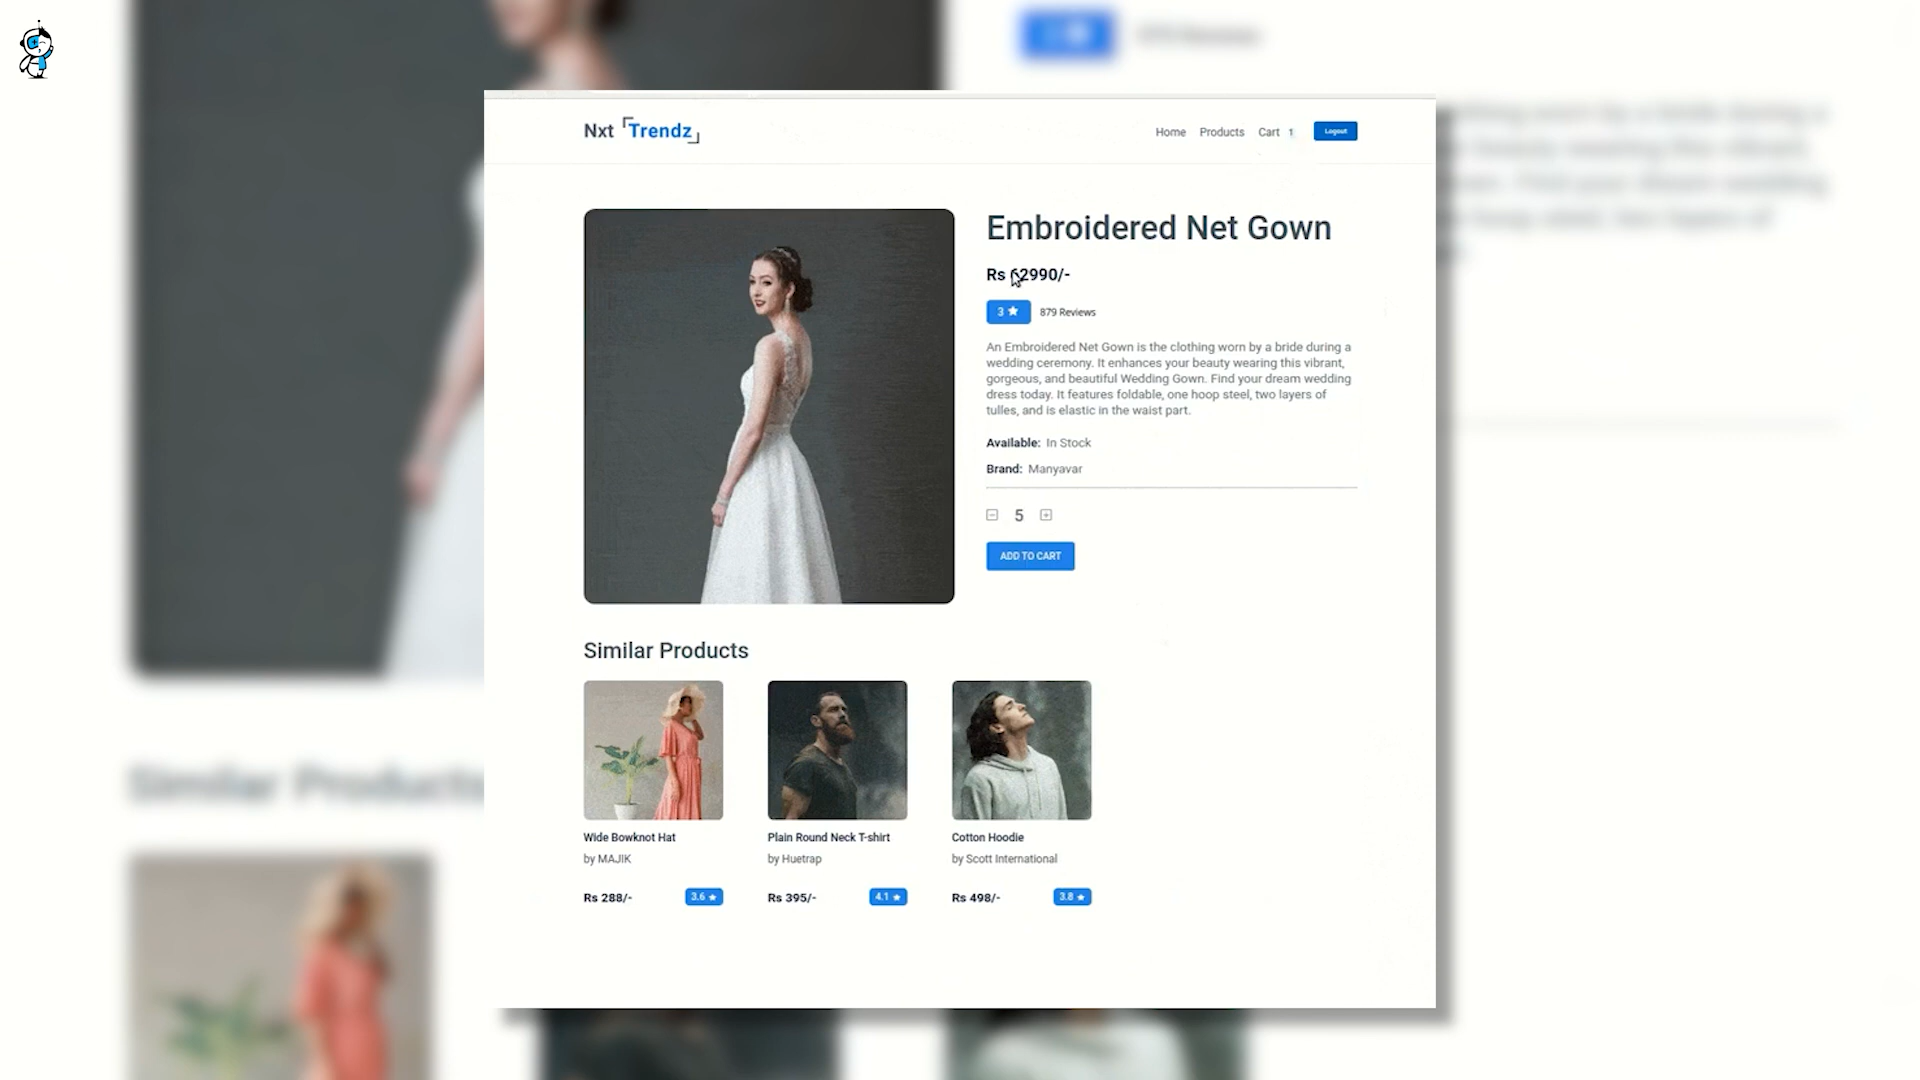 Nxt Trendz
Home Products Cart 1 Logout
Embroidered Net Gown
Rs 62990/-
3 ★ 879 Reviews
An Embroidered Net Gown is the clothing worn by a bride during a
wedding ceremony. It enhances your beauty wearing this vibrant,
gorgeous, and beautiful Wedding Gown. Find your dream wedding
dress today. It features foldable, one hoop steel, two layers of
tulles, and is elastic in the waist part.
Available: In Stock
Brand: Manyavar
5
ADD TO CART
Similar Products
Wide Bowknot Hat
by MAJIK
Rs 288/- 3.6 ★
Plain Round Neck T-shirt
by Huetrap
Rs 395/- 4.1 ★
Cotton Hoodie
by Scott International
Rs 498/- 3.8 ★
Similar Products